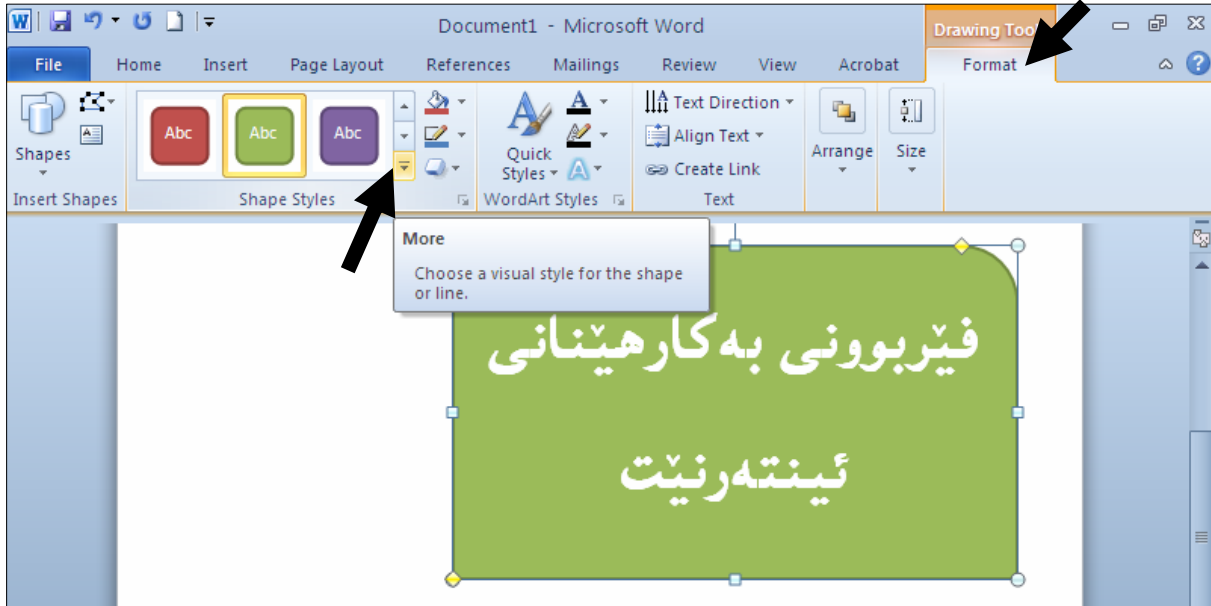 W
Document1 - Microsoft Word
Drawing Too
File Home Insert Page Layout References Mailings Review View Acrobat Format
Shapes
Insert Shapes
Abc Abc Abc
Shape Styles
Quick
Styles
WordArt Styles
Text Direction
Align Text
Create Link
Text
Arrange
Size
More
Choose a visual style for the shape
or line.
فێربوونی بەکارهێنانی
ئینتەرنێت